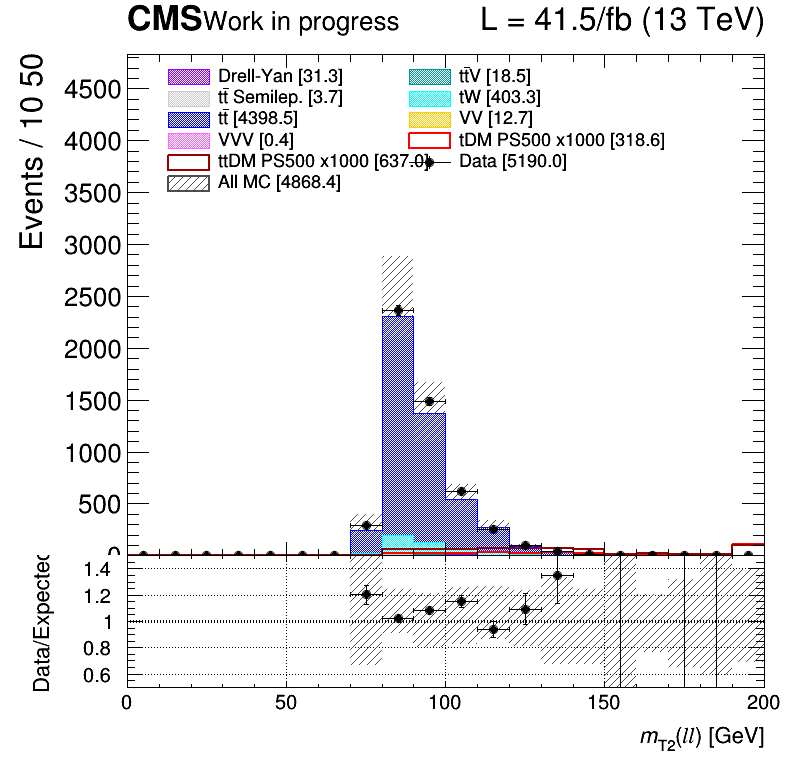 CMS Work in progress L = 41.5/fb (13 TeV)
Events / 10 50
Drell-Yan [31.3] tt̄V [18.5]
tt̄ Semilep. [3.7] tW [403.3]
tt̄ [4398.5] VV [12.7]
VVV [0.4] tDM PS500 x1000 [318.6]
ttDM PS500 x1000 [637.0] Data [5190.0]
All MC [4868.4]
4500
4000
3500
3000
2500
2000
1500
1000
500
0
Data/Expected
1.4
1.2
1
0.8
0.6
0 50 100 150 200
m_T2(ll) [GeV]